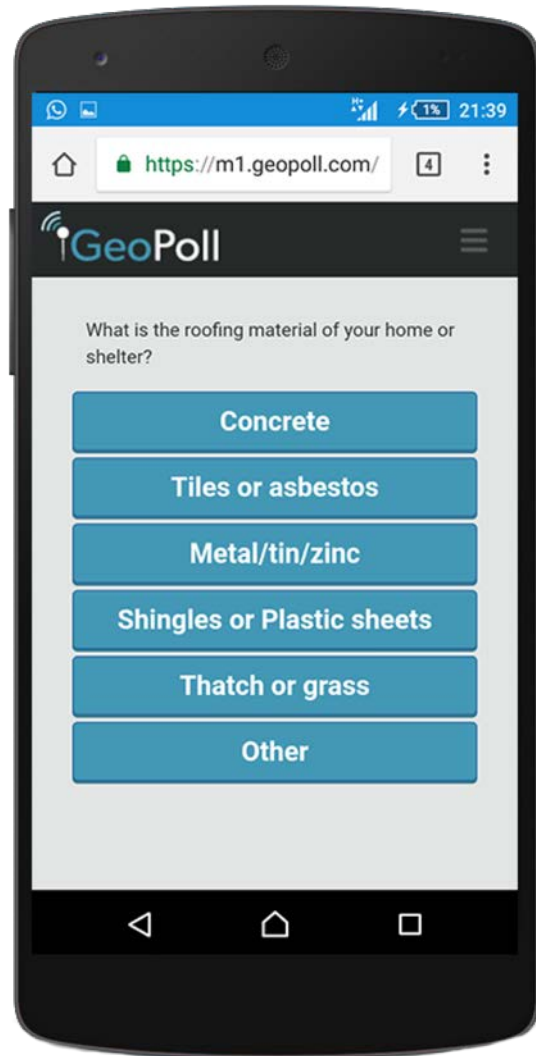 1% 21:39
https://m1.geopoll.com/ 4
GeoPoll
What is the roofing material of your home or
shelter?
Concrete
Tiles or asbestos
Metal/tin/zinc
Shingles or Plastic sheets
Thatch or grass
Other